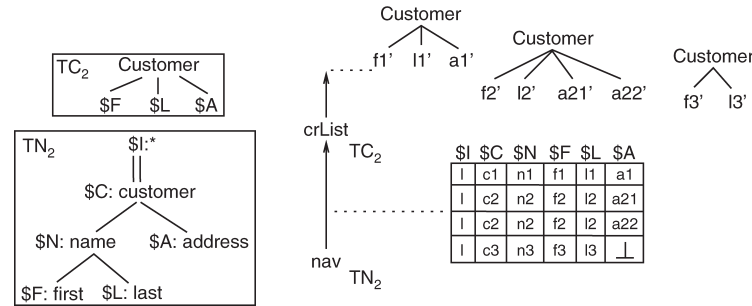 TC2 Customer
$F $L $A
TN2 $I:*
$C: customer
$N: name $A: address
$F: first $L: last
crList
TC2
nav
TN2
Customer
f1' l1' a1'
Customer
f2' l2' a21' a22'
Customer
f3' l3'
$I $C $N $F $L $A
l c1 n1 f1 l1 a1
l c2 n2 f2 l2 a21
l c2 n2 f2 l2 a22
l c3 n3 f3 l3 ⊥